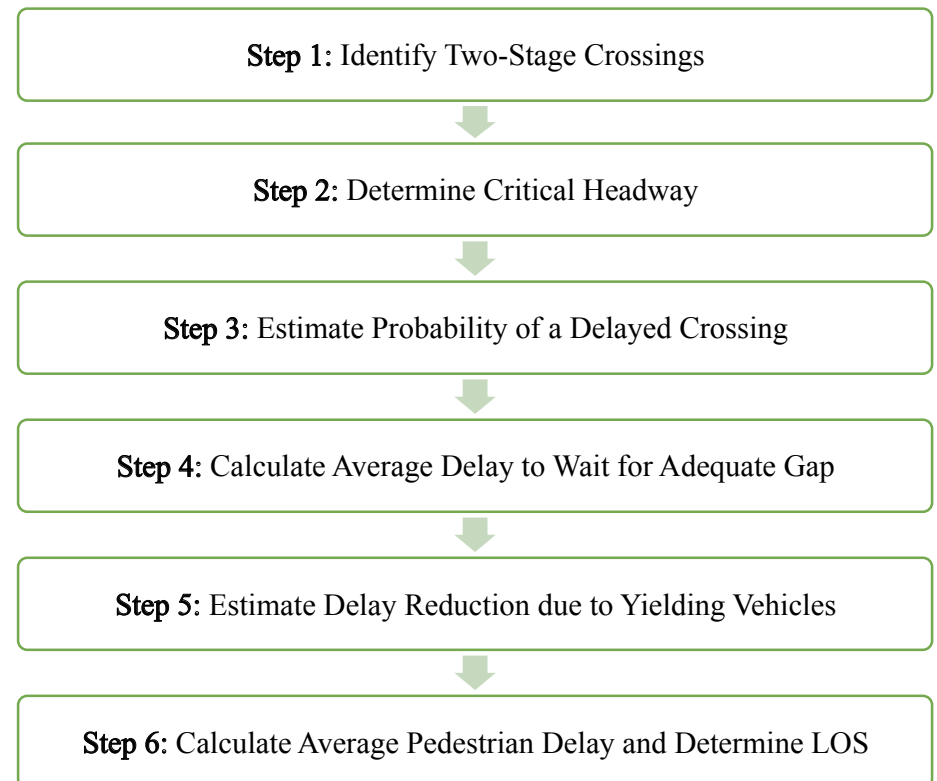 Step 1: Identify Two-Stage Crossings
Step 2: Determine Critical Headway
Step 3: Estimate Probability of a Delayed Crossing
Step 4: Calculate Average Delay to Wait for Adequate Gap
Step 5: Estimate Delay Reduction due to Yielding Vehicles
Step 6: Calculate Average Pedestrian Delay and Determine LOS